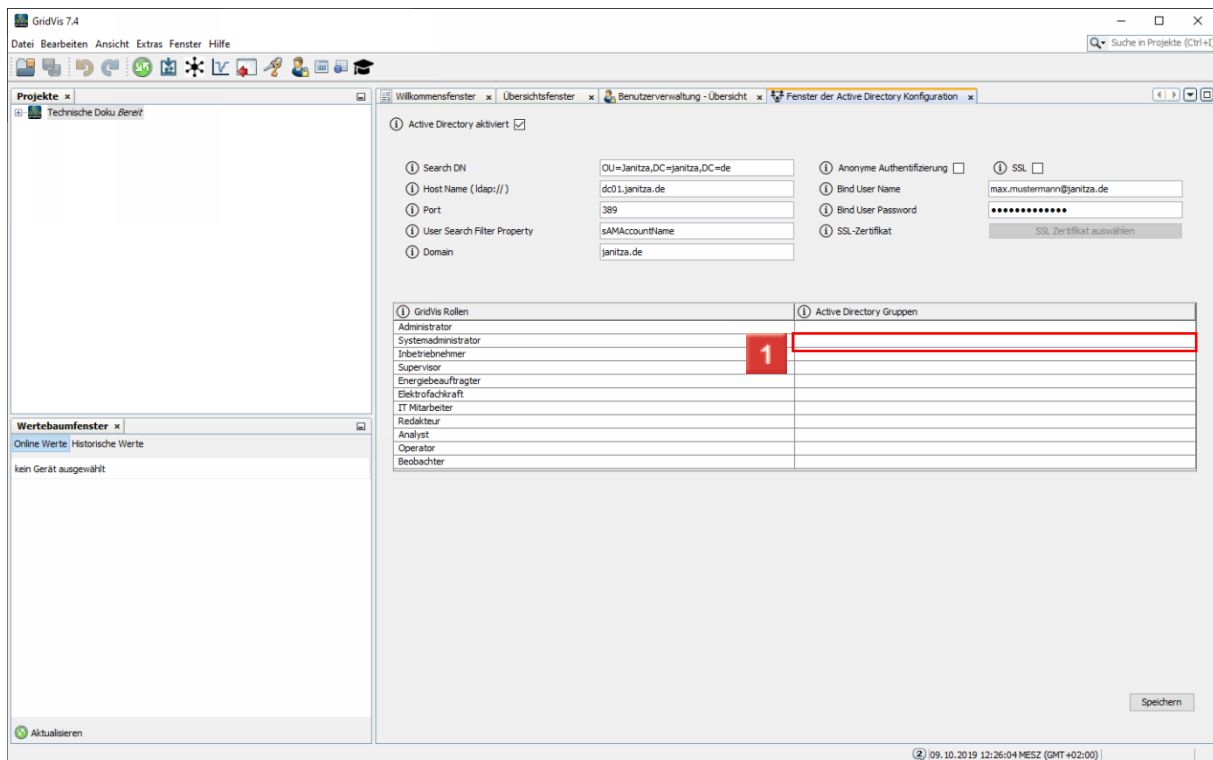 GridVis 7.4
Datei Bearbeiten Ansicht Extras Fenster Hilfe
Suche in Projekte (Ctrl+I)
Projekte
Technische Doku Bereit
Willkommensfenster Übersichtsfenster Benutzerverwaltung - Übersicht Fenster der Active Directory Konfiguration
Active Directory aktiviert
Search DN OU=Janitza,DC=janitza,DC=de Anonyme Authentifizierung SSL
Host Name ( ldap:// ) dc01.janitza.de Bind User Name max.mustermann@janitza.de
Port 389 Bind User Password •••••••••••••
User Search Filter Property sAMAccountName SSL-Zertifikat SSL Zertifikat auswählen
Domain janitza.de
GridVis Rollen Active Directory Gruppen
Administrator
Systemadministrator
1
Inbetriebnehmer
Supervisor
Energiebeauftragter
Elektrofachkraft
IT Mitarbeiter
Redakteur
Analyst
Operator
Beobachter
Wertebaumfenster
Online Werte Historische Werte
kein Gerät ausgewählt
Speichern
Aktualisieren
2 09.10.2019 12:26:04 MESZ (GMT+02:00)